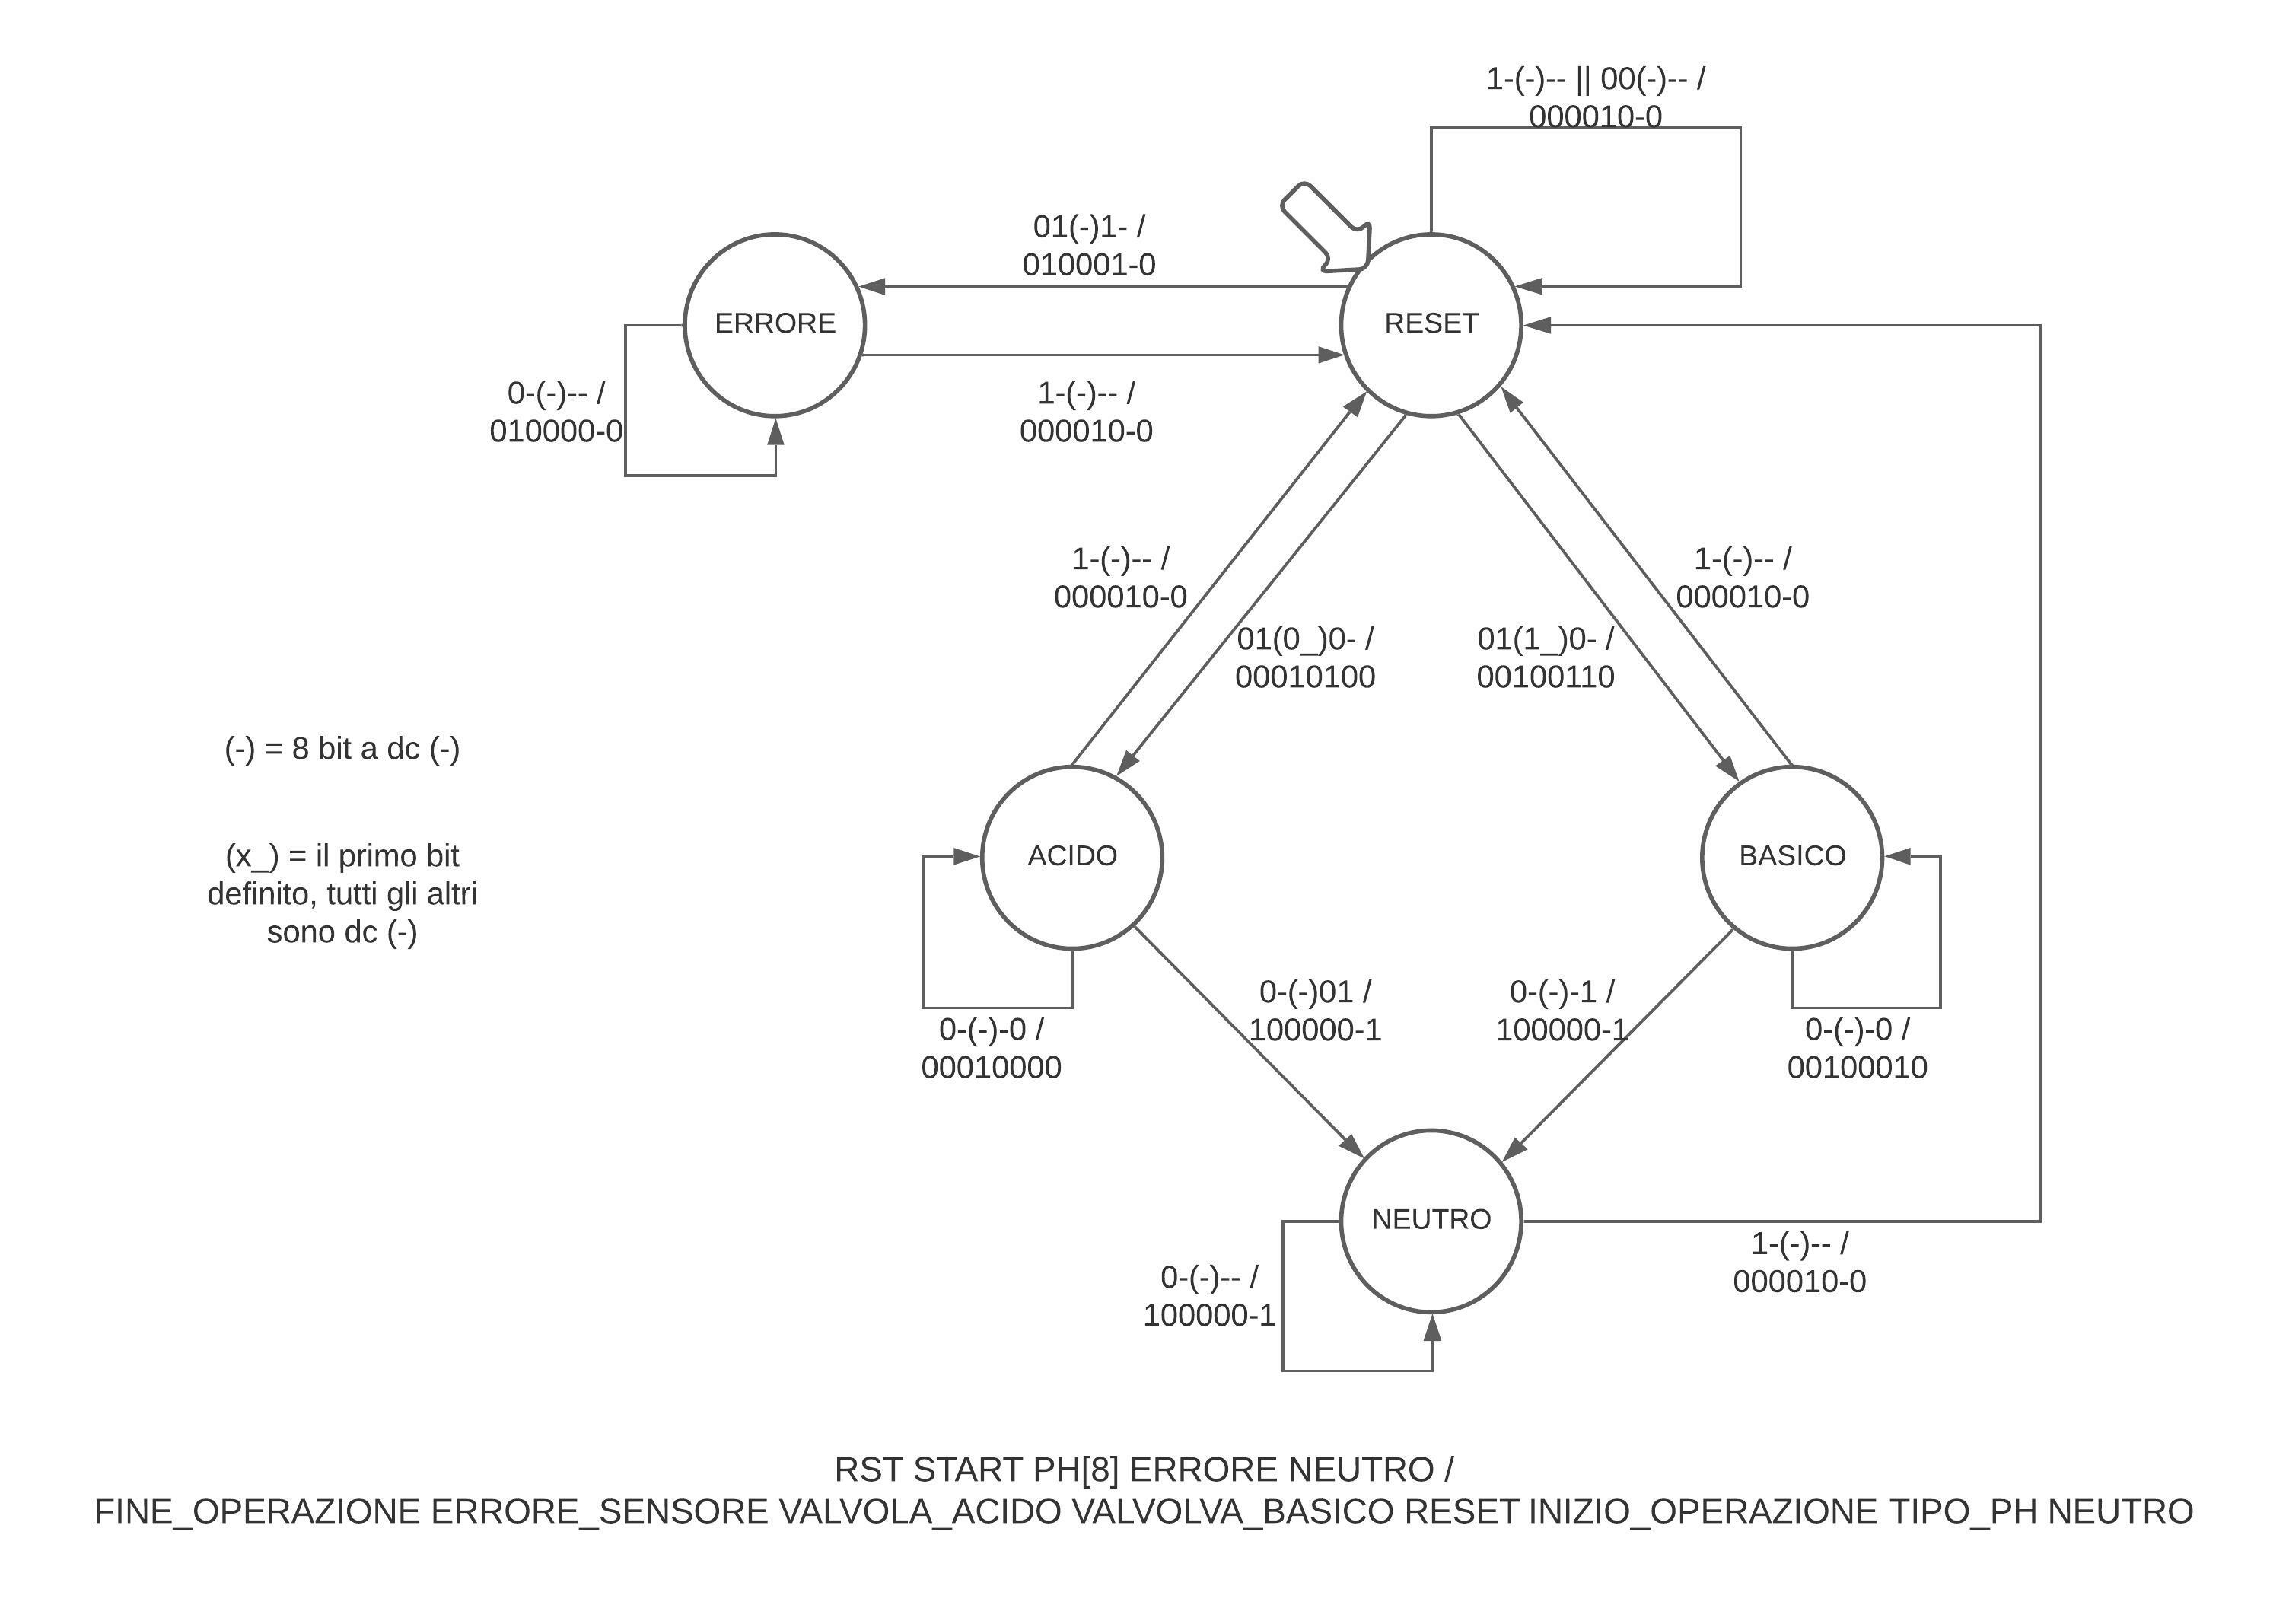 1-(-)-- || 00(-)-- /
000010-0
01(-)1- /
010001-0
ERRORE
RESET
0-(-)-- /
010000-0
1-(-)-- /
000010-0
1-(-)-- /
000010-0
1-(-)-- /
000010-0
01(0_)0- /
00010100
01(1_)0- /
00100110
(-) = 8 bit a dc (-)
(x_) = il primo bit
definito, tutti gli altri
sono dc (-)
ACIDO
BASICO
0-(-)01 /
100000-1
0-(-)-1 /
100000-1
0-(-)-0 /
00010000
0-(-)-0 /
00100010
NEUTRO
0-(-)-- /
100000-1
1-(-)-- /
000010-0
RST START PH[8] ERRORE NEUTRO /
FINE_OPERAZIONE ERRORE_SENSORE VALVOLA_ACIDO VALVOLVA_BASICO RESET INIZIO_OPERAZIONE TIPO_PH NEUTRO